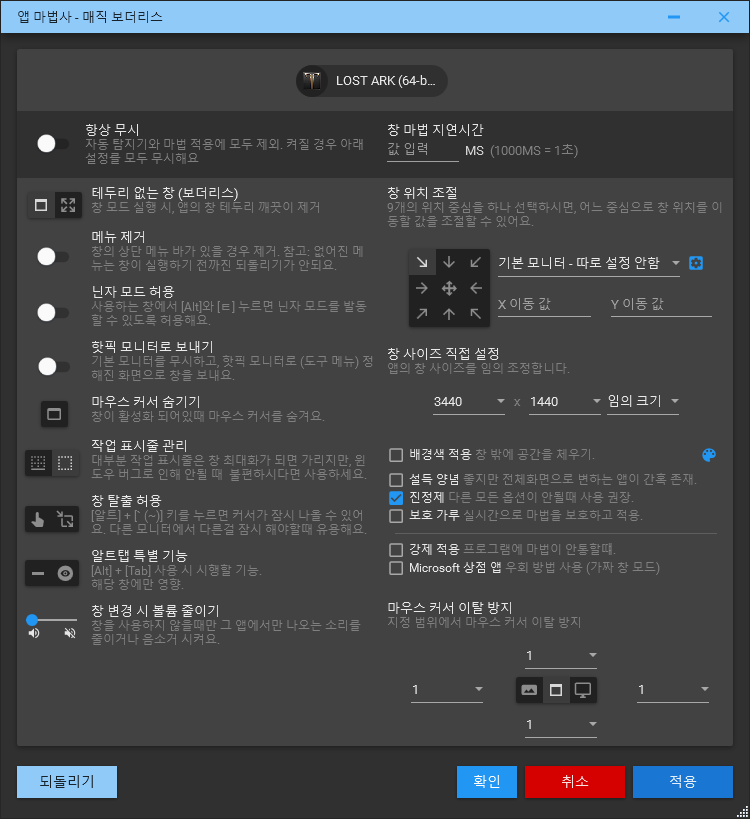 앱 마법사 - 매직 보더리스
LOST ARK (64-b...
항상 무시
자동 탐지기와 마법 적용에 모두 제외. 켜질 경우 아래
설정를 모두 무시해요
창 마법 지연시간
값 입력 MS (1000MS = 1초)
테두리 없는 창 (보더리스)
창 모드 실행 시, 앱의 창 테두리 깨끗이 제거
메뉴 제거
창의 상단 메뉴 바가 있을 경우 제거. 참고: 없어진 메
뉴는 창이 실행하기 전까진 되돌리기가 안되요.
닌자 모드 허용
사용하는 창에서 [Alt]와 [ㅌ] 누르면 닌자 모드를 발동
할 수 있도록 허용해요.
핫픽 모니터로 보내기
기본 모니터를 무시하고, 핫픽 모니터로 (도구 메뉴) 정
해진 화면으로 창을 보내요.
마우스 커서 숨기기
창이 활성화 되어있때 마우스 커서를 숨겨요.
작업 표시줄 관리
대부분 작업 표시줄은 창 최대화가 되면 가리지만, 윈
도우 버그로 인해 안될 때 불편하시다면 사용하세요.
창 탈출 허용
[알트] + [` (~)] 키를 누르면 커서가 잠시 나올 수 있어
요. 다른 모니터에서 다른걸 잠시 해야할때 유용해요.
알트탭 특별 기능
[Alt] + [Tab] 사용 시 시행할 기능.
해당 창에만 영향.
창 변경 시 볼륨 줄이기
창을 사용하지 않을때만 그 앱에서만 나오는 소리를
줄이거나 음소거 시켜요.
창 위치 조절
9개의 위치 중심을 하나 선택하시면, 어느 중심으로 창 위치를 이
동할 값을 조절할 수 있어요.
기본 모니터 - 따로 설정 안함
X 이동 값 Y 이동 값
창 사이즈 직접 설정
앱의 창 사이즈를 임의 조정합니다.
3440 x 1440 임의 크기
배경색 적용 창 밖에 공간을 채우기.
설득 양념 좋지만 전체화면으로 변하는 앱이 간혹 존재.
진정제 다른 모든 옵션이 안될때 사용 권장.
보호 가루 실시간으로 마법을 보호하고 적용.
강제 적용 프로그램에 마법이 안통할때.
Microsoft 상점 앱 우회 방법 사용 (가짜 창 모드)
마우스 커서 이탈 방지
지정 범위에서 마우스 커서 이탈 방지
1
1 1
1
되돌리기 확인 취소 적용